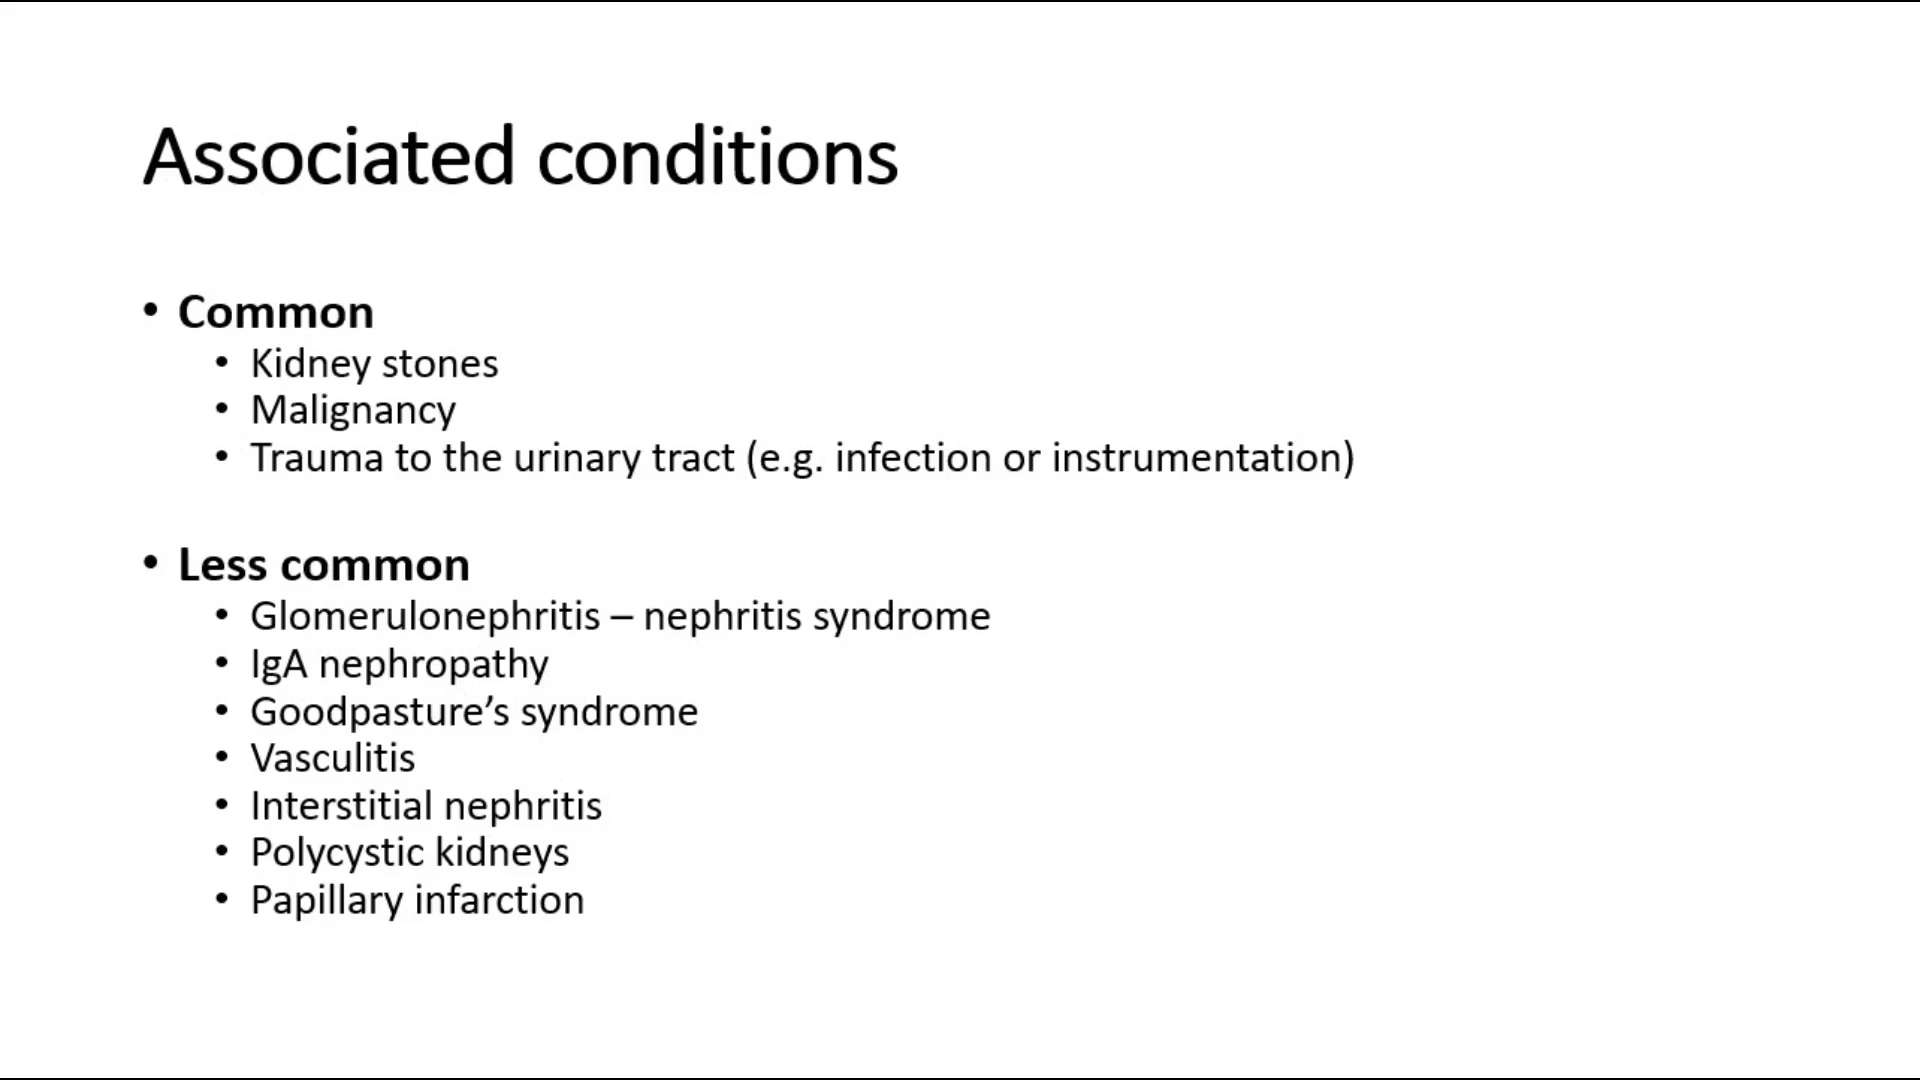 Associated conditions
• Common
• Kidney stones
• Malignancy
• Trauma to the urinary tract (e.g. infection or instrumentation)
• Less common
• Glomerulonephritis – nephritis syndrome
• IgA nephropathy
• Goodpasture’s syndrome
• Vasculitis
• Interstitial nephritis
• Polycystic kidneys
• Papillary infarction